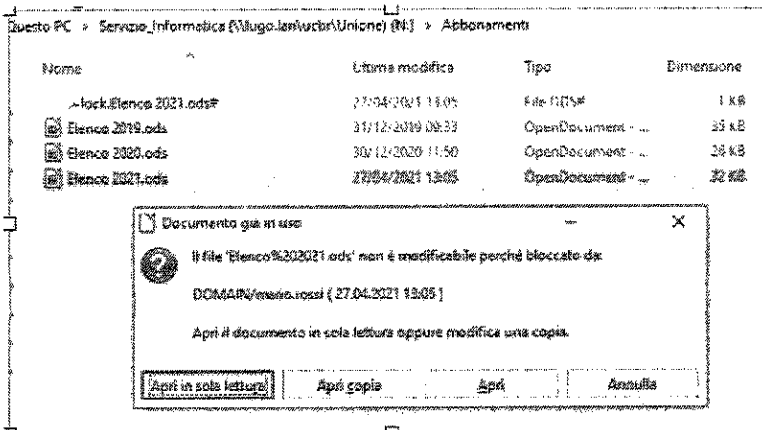 Questo PC > Servizio_Informatica (\\lugo.lan\ucbr\Unione) (N:) > Abbonamenti
Nome Ultima modifica Tipo Dimensione
.~lock.Elenco 2021.ods# 27/04/2021 13:05 File ODS# 1 KB
Elenco 2019.ods 31/12/2019 09:33 OpenDocument - ... 35 KB
Elenco 2020.ods 30/12/2020 11:50 OpenDocument - ... 26 KB
Elenco 2021.ods 27/04/2021 13:05 OpenDocument - ... 32 KB
Documento già in uso
Il file 'Elenco%202021.ods' non è modificabile perché bloccato da:
DOMAIN/mario.rossi ( 27.04.2021 13:05 )
Apri il documento in sola lettura oppure modifica una copia.
Apri in sola lettura Apri copia Apri Annulla